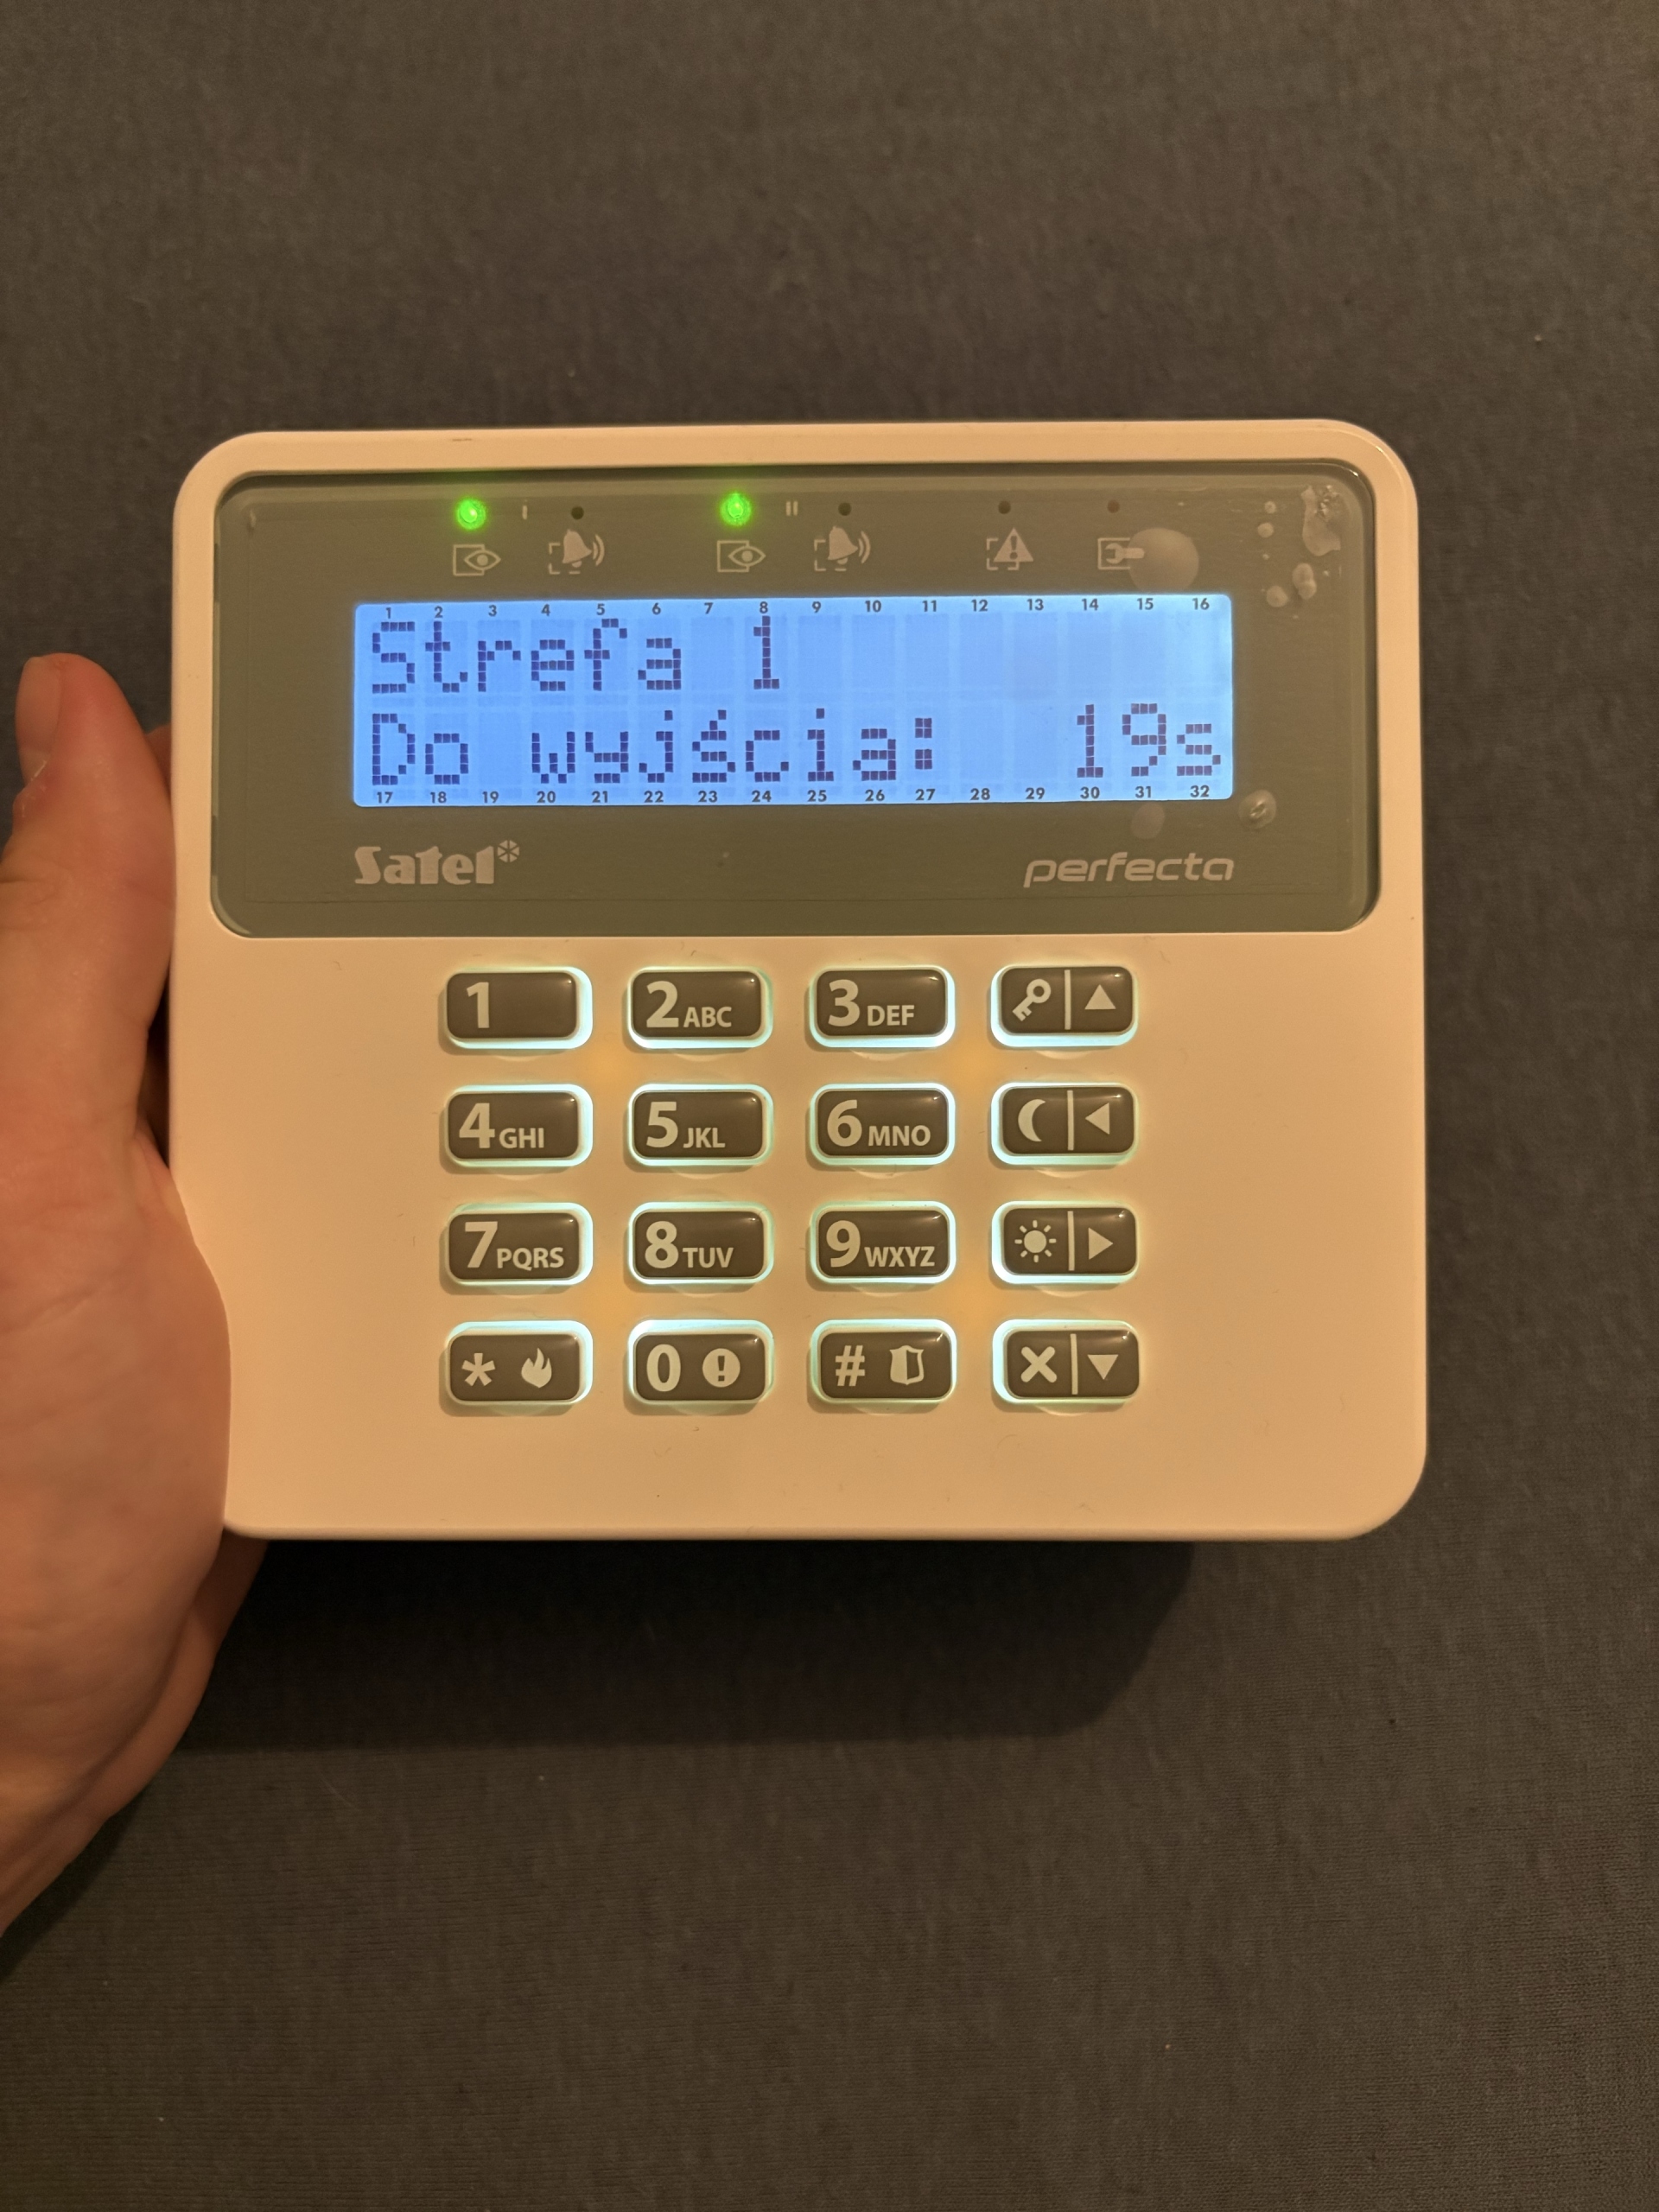 I II
1 2 3 4 5 6 7 8 9 10 11 12 13 14 15 16
Strefa 1
Do wyjścia: 19s
17 18 19 20 21 22 23 24 25 26 27 28 29 30 31 32
Satel perfecta
1 2 ABC 3 DEF
4 GHI 5 JKL 6 MNO
7 PQRS 8 TUV 9 WXYZ
* 0 #